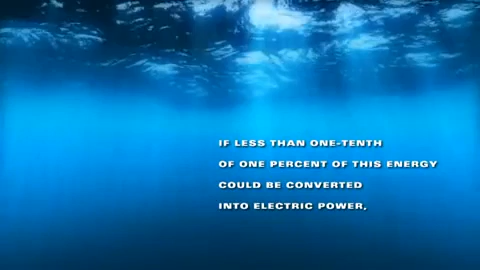 IF LESS THAN ONE-TENTH
OF ONE PERCENT OF THIS ENERGY
COULD BE CONVERTED
INTO ELECTRIC POWER,